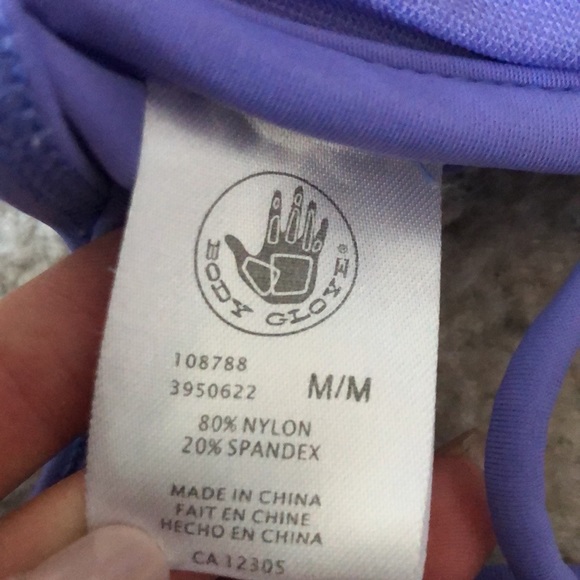 BODY GLOVE®
108788
3950622 M/M
80% NYLON
20% SPANDEX
MADE IN CHINA
FAIT EN CHINE
HECHO EN CHINA
CA 12305